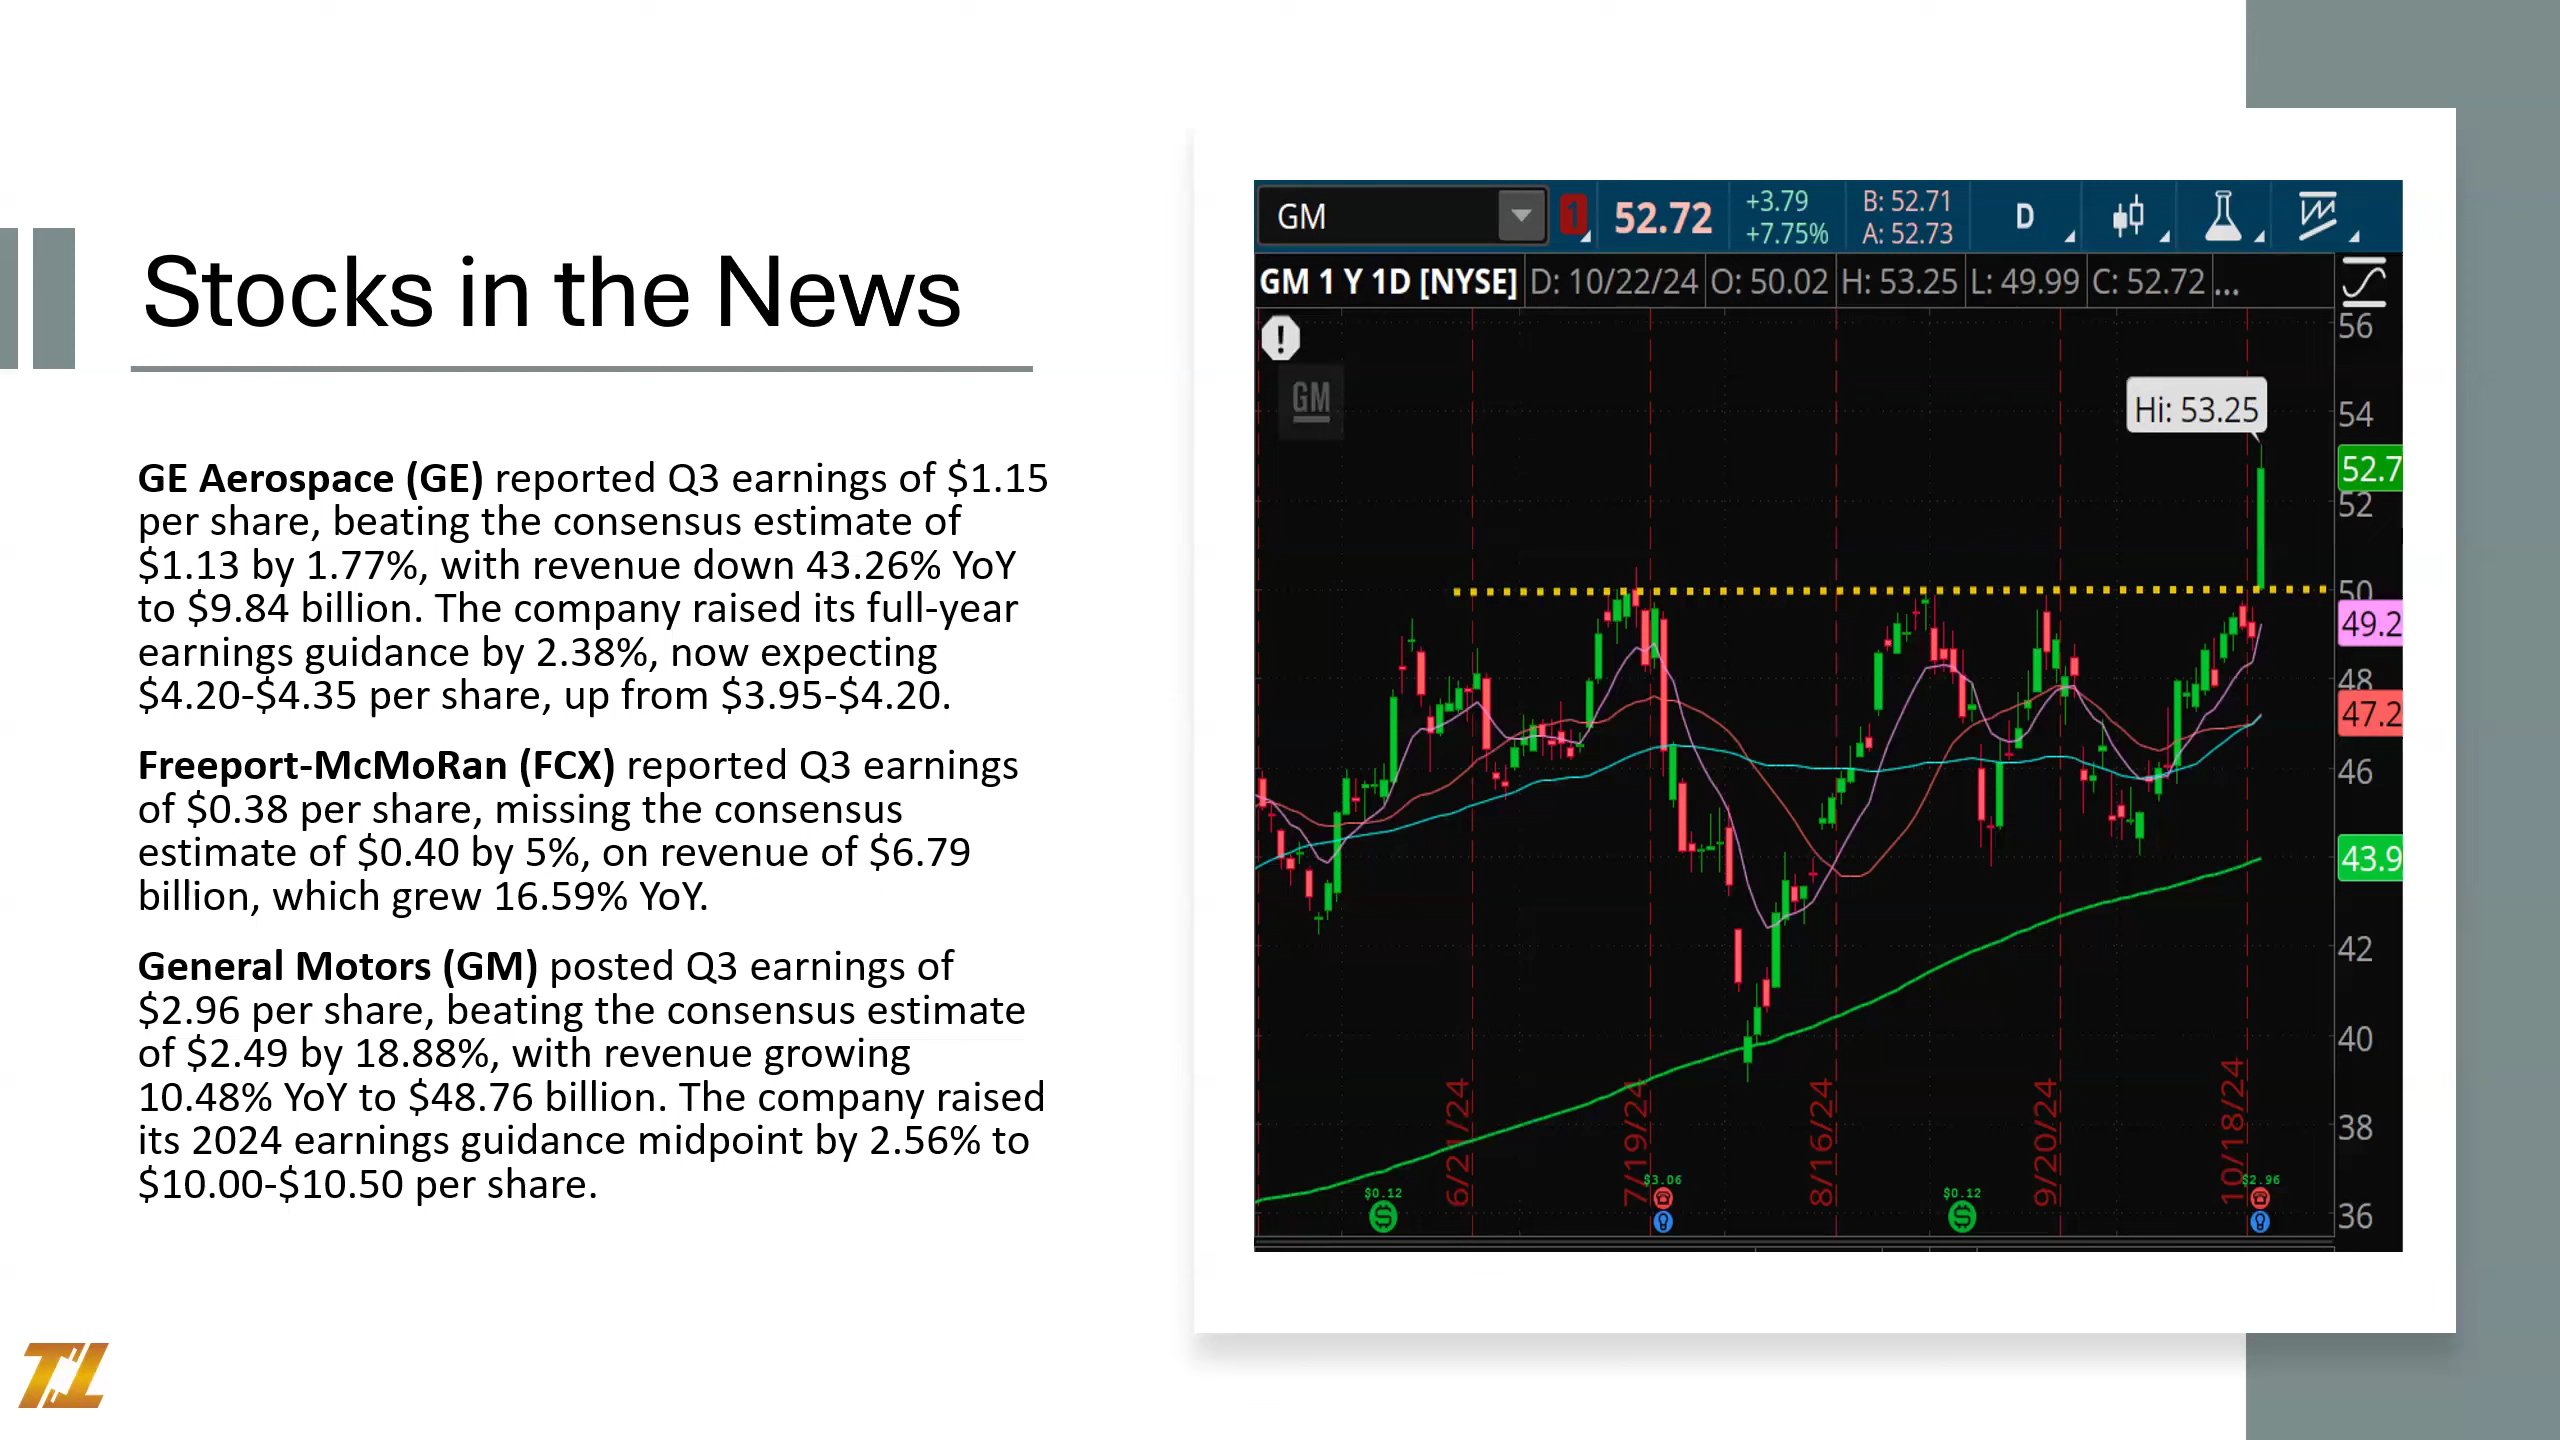 Stocks in the News
GE Aerospace (GE) reported Q3 earnings of $1.15
per share, beating the consensus estimate of
$1.13 by 1.77%, with revenue down 43.26% YoY
to $9.84 billion. The company raised its full-year
earnings guidance by 2.38%, now expecting
$4.20-$4.35 per share, up from $3.95-$4.20.
Freeport-McMoRan (FCX) reported Q3 earnings
of $0.38 per share, missing the consensus
estimate of $0.40 by 5%, on revenue of $6.79
billion, which grew 16.59% YoY.
General Motors (GM) posted Q3 earnings of
$2.96 per share, beating the consensus estimate
of $2.49 by 18.88%, with revenue growing
10.48% YoY to $48.76 billion. The company raised
its 2024 earnings guidance midpoint by 2.56% to
$10.00-$10.50 per share.
GM 1 52.72 +3.79 B: 52.71 D
+7.75% A: 52.73
GM 1 Y 1D [NYSE] D: 10/22/24 O: 50.02 H: 53.25 L: 49.99 C: 52.72 ...
!
GM
Hi: 53.25
56
54
52.7
52
50
49.2
48
47.2
46
43.9
42
40
38
36
6/21/24
7/19/24
8/16/24
9/20/24
10/18/24
$0.12
$3.06
$0.12
$2.96
TL